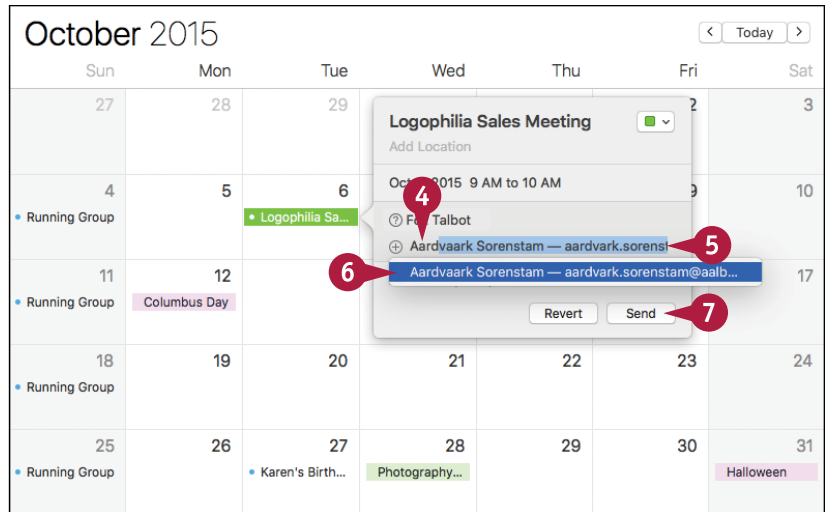 October 2015
< Today >
Sun Mon Tue Wed Thu Fri Sat
27 28 29 2 3
Logophilia Sales Meeting
Add Location
4 5 6 9 10
Octo 2015 9 AM to 10 AM
4
Running Group Logophilia Sa... Talbot
Aardvaark Sorenstam — aardvark.sorenst 5
6 Aardvaark Sorenstam — aardvark.sorenstam@aalb...
11 12 17
Running Group Columbus Day
Revert Send 7
18 19 20 21 22 23 24
Running Group
25 26 27 28 29 30 31
Running Group Karen's Birth... Photography... Halloween